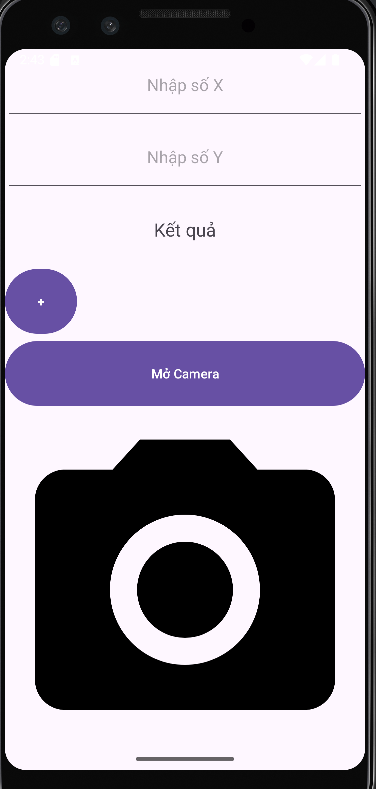 Nhập số X
Nhập số Y
Kết quả
+
Mở Camera